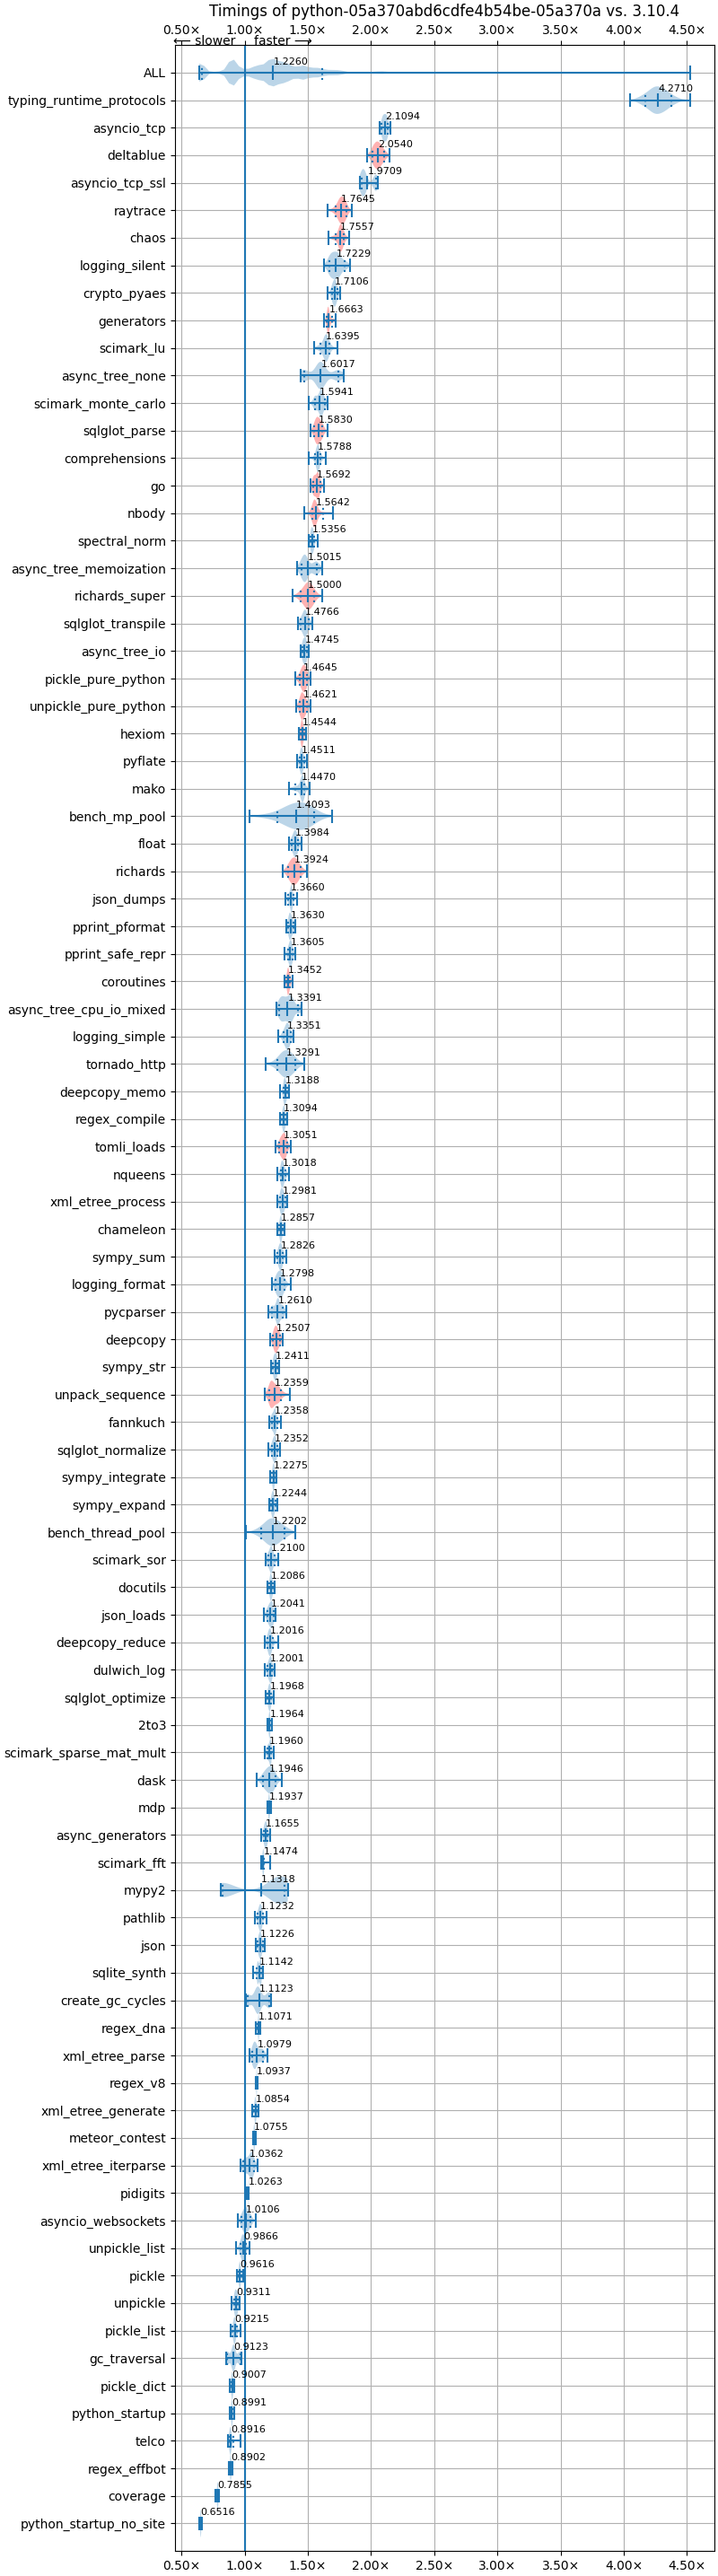 Timings of python-05a370abd6cdfe4b54be-05a370a vs. 3.10.4
0.50× 1.00× 1.50× 2.00× 2.50× 3.00× 3.50× 4.00× 4.50×
⟵ slower faster ⟶
ALL 1.2260
typing_runtime_protocols 4.2710
asyncio_tcp 2.1094
deltablue 2.0540
asyncio_tcp_ssl 1.9709
raytrace 1.7645
chaos 1.7557
logging_silent 1.7229
crypto_pyaes 1.7106
generators 1.6663
scimark_lu 1.6395
async_tree_none 1.6017
scimark_monte_carlo 1.5941
sqlglot_parse 1.5830
comprehensions 1.5788
go 1.5692
nbody 1.5642
spectral_norm 1.5356
async_tree_memoization 1.5015
richards_super 1.5000
sqlglot_transpile 1.4766
async_tree_io 1.4745
pickle_pure_python 1.4645
unpickle_pure_python 1.4621
hexiom 1.4544
pyflate 1.4511
mako 1.4470
bench_mp_pool 1.4093
float 1.3984
richards 1.3924
json_dumps 1.3660
pprint_pformat 1.3630
pprint_safe_repr 1.3605
coroutines 1.3452
async_tree_cpu_io_mixed 1.3391
logging_simple 1.3351
tornado_http 1.3291
deepcopy_memo 1.3188
regex_compile 1.3094
tomli_loads 1.3051
nqueens 1.3018
xml_etree_process 1.2981
chameleon 1.2857
sympy_sum 1.2826
logging_format 1.2798
pycparser 1.2610
deepcopy 1.2507
sympy_str 1.2411
unpack_sequence 1.2359
fannkuch 1.2358
sqlglot_normalize 1.2352
sympy_integrate 1.2275
sympy_expand 1.2244
bench_thread_pool 1.2202
scimark_sor 1.2100
docutils 1.2086
json_loads 1.2041
deepcopy_reduce 1.2016
dulwich_log 1.2001
sqlglot_optimize 1.1968
2to3 1.1964
scimark_sparse_mat_mult 1.1960
dask 1.1946
mdp 1.1937
async_generators 1.1655
scimark_fft 1.1474
mypy2 1.1318
pathlib 1.1232
json 1.1226
sqlite_synth 1.1142
create_gc_cycles 1.1123
regex_dna 1.1071
xml_etree_parse 1.0979
regex_v8 1.0937
xml_etree_generate 1.0854
meteor_contest 1.0755
xml_etree_iterparse 1.0362
pidigits 1.0263
asyncio_websockets 1.0106
unpickle_list 0.9866
pickle 0.9616
unpickle 0.9311
pickle_list 0.9215
gc_traversal 0.9123
pickle_dict 0.9007
python_startup 0.8991
telco 0.8916
regex_effbot 0.8902
coverage 0.7855
python_startup_no_site 0.6516
0.50× 1.00× 1.50× 2.00× 2.50× 3.00× 3.50× 4.00× 4.50×